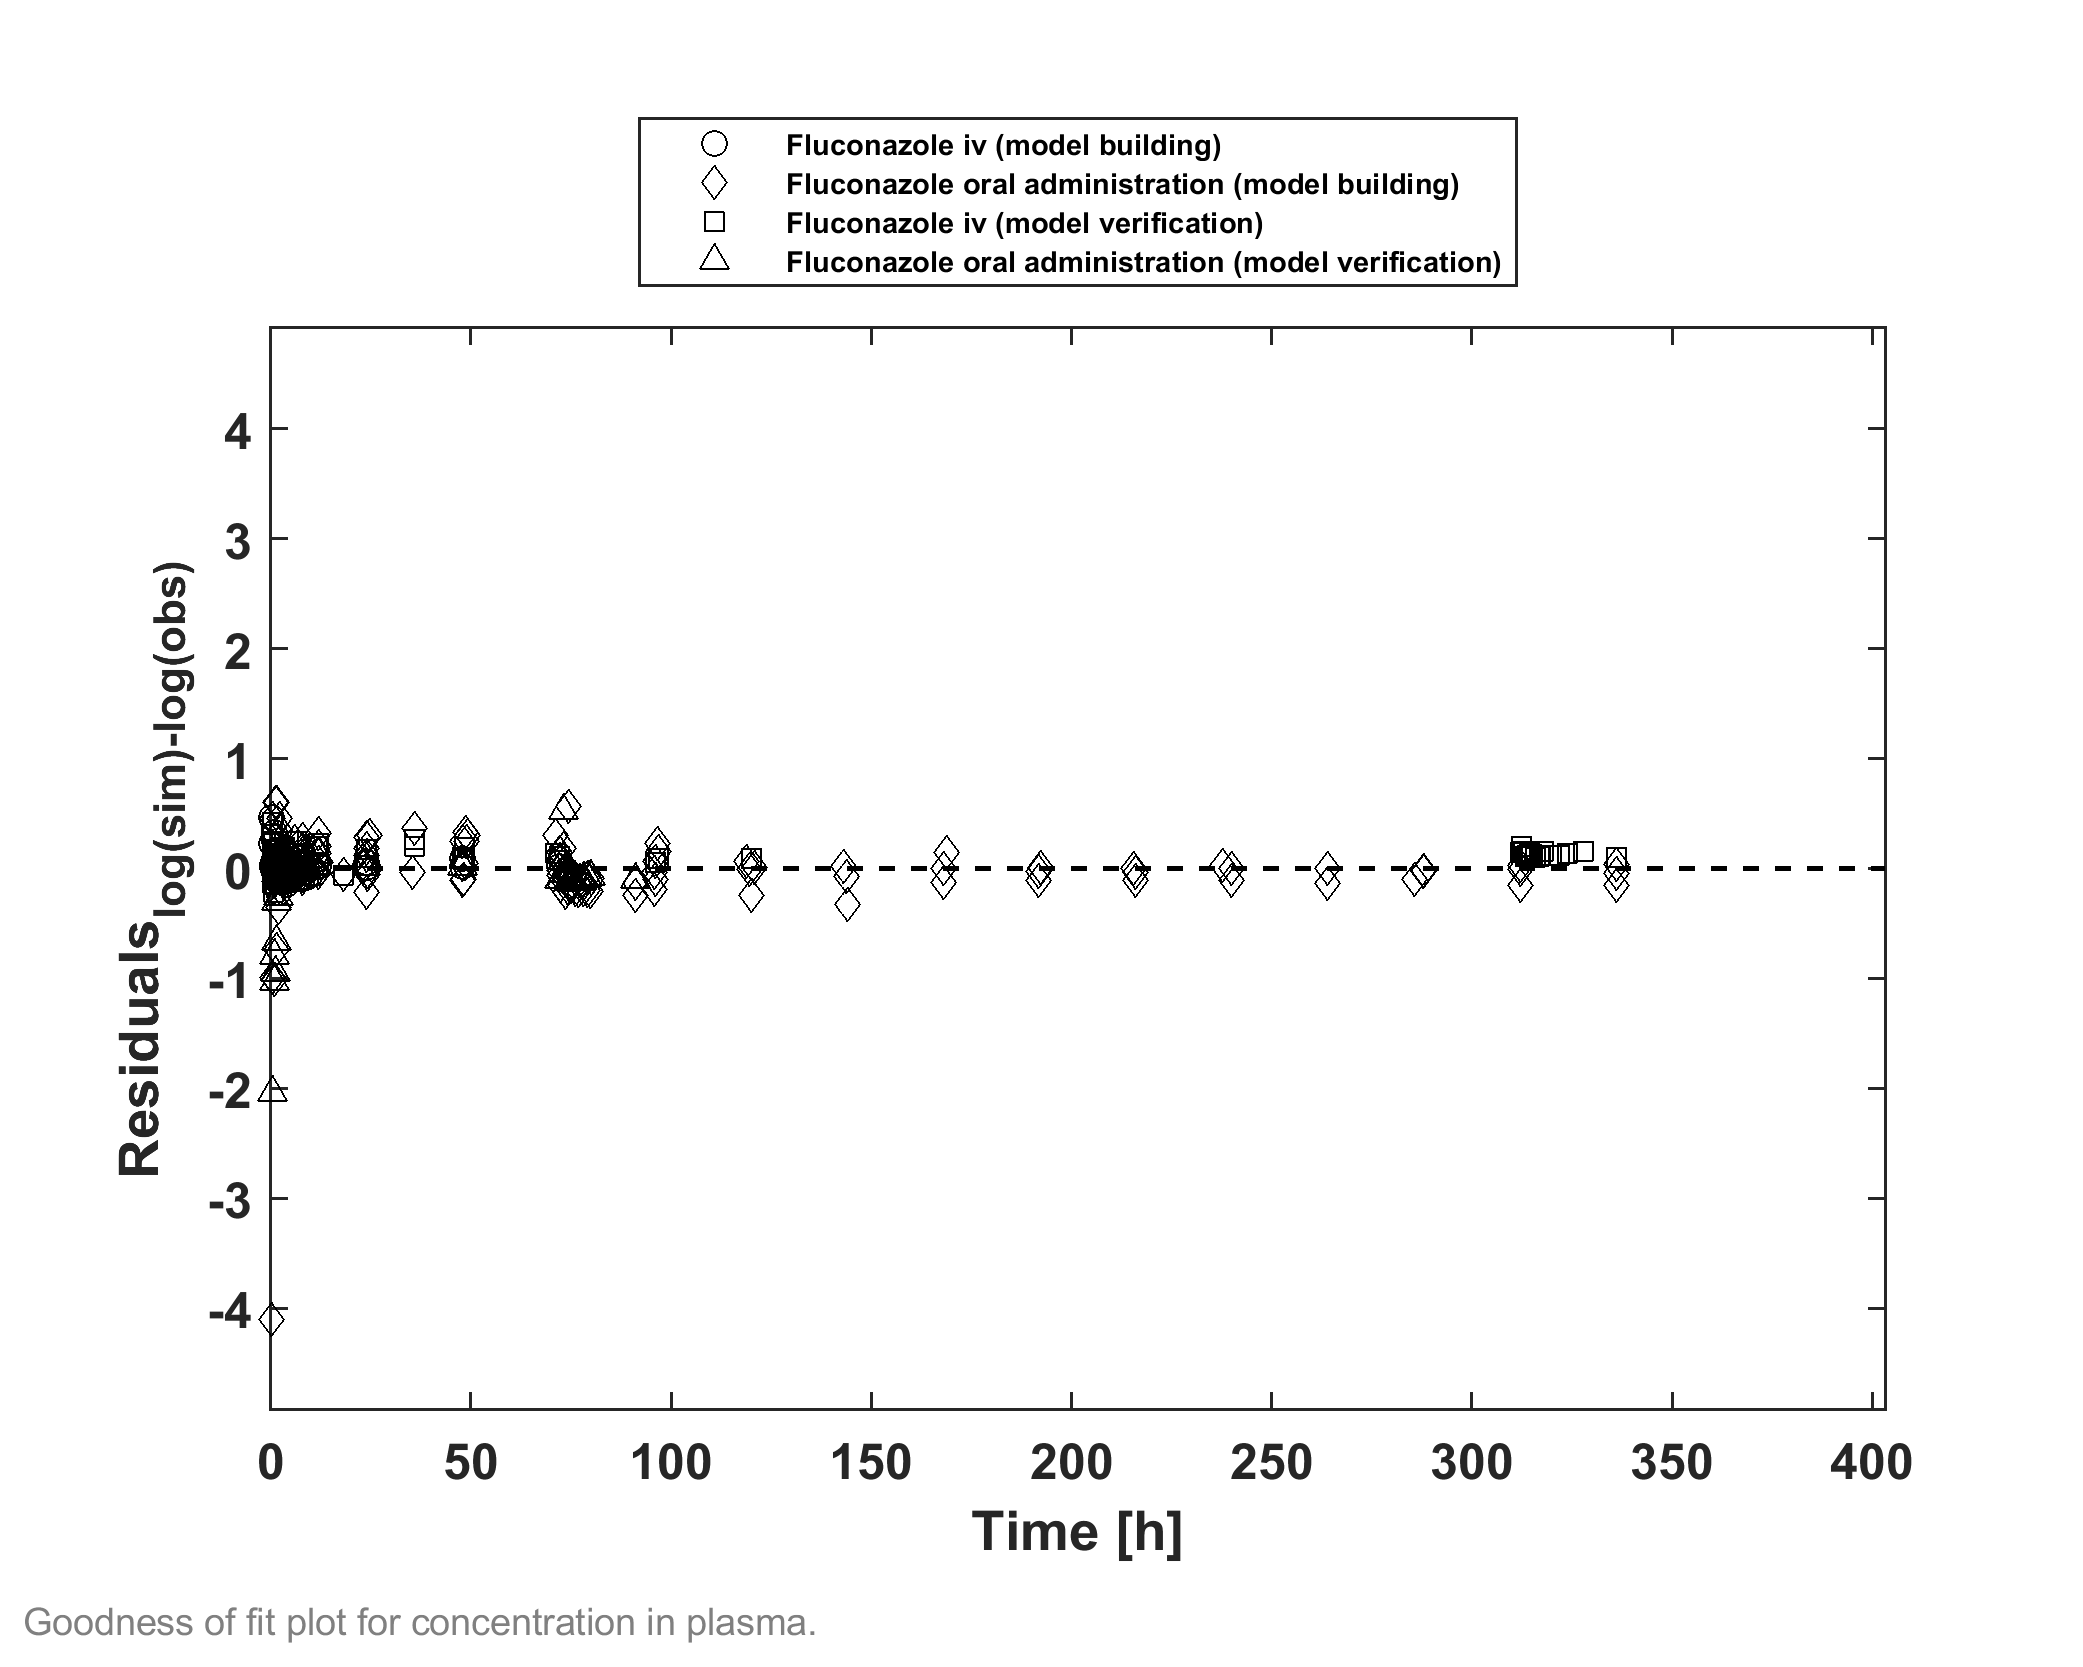 Fluconazole iv (model building)
Fluconazole oral administration (model building)
Fluconazole iv (model verification)
Fluconazole oral administration (model verification)
4
3
2
1
0
-1
-2
-3
-4
Residuals log(sim)-log(obs)
0 50 100 150 200 250 300 350 400
Time [h]
Goodness of fit plot for concentration in plasma.